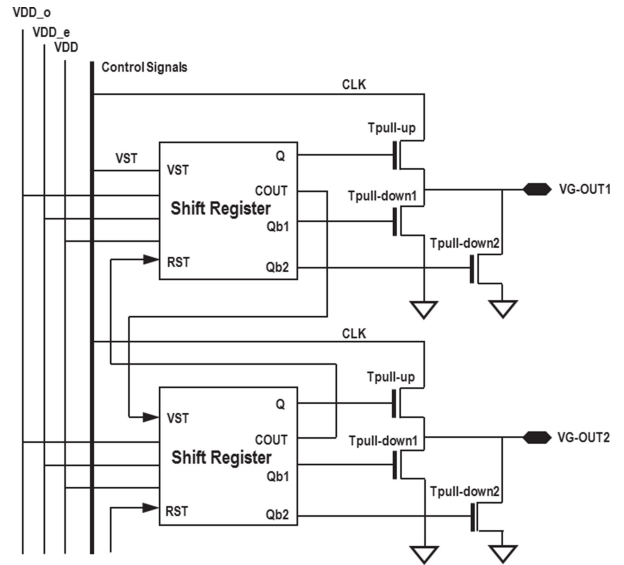 VDD_o
VDD_e
VDD
Control Signals
CLK
Tpull-up
VST
VST
Q
COUT
Shift Register
Qb1
Qb2
RST
Tpull-down1
VG-OUT1
Tpull-down2
CLK
Tpull-up
VST
Q
COUT
Shift Register
Qb1
Qb2
RST
Tpull-down1
VG-OUT2
Tpull-down2